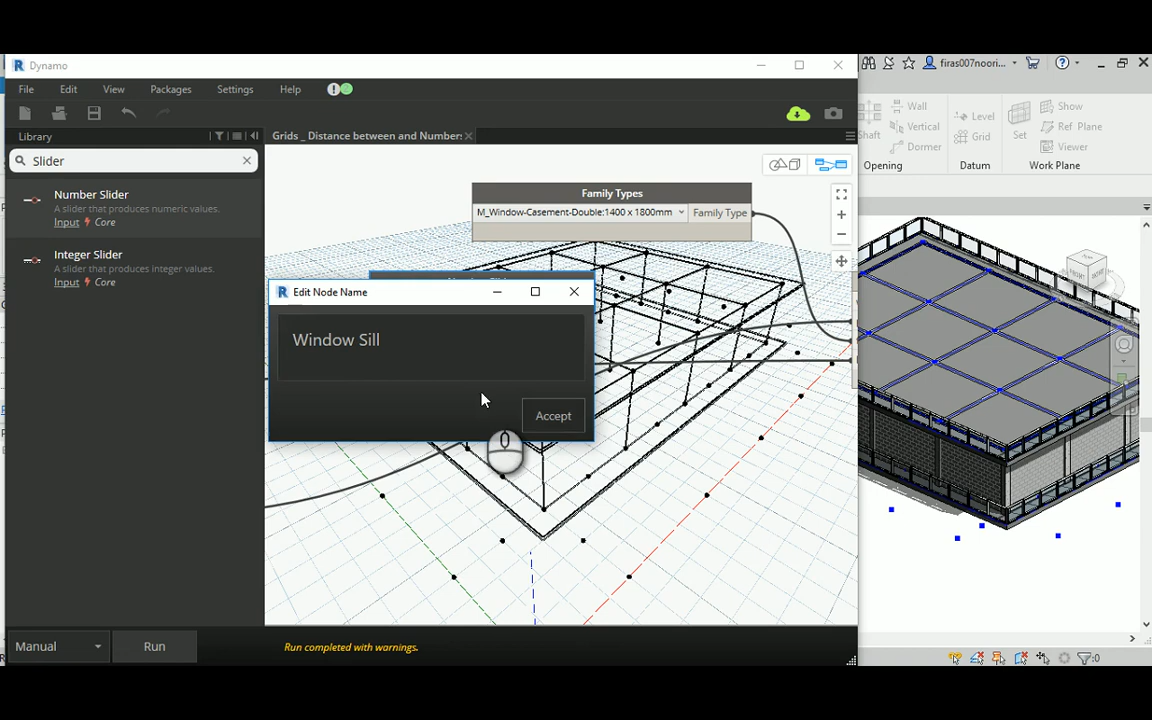 Dynamo
File Edit View Packages Settings Help
Library
Grids _ Distance between and Number:
Slider
Number Slider
A slider that produces numeric values.
Input Core
Integer Slider
A slider that produces integer values.
Input Core
Family Types
M_Window-Casement-Double:1400 x 1800mm Family Type
Edit Node Name
Window Sill
Accept
Manual Run Run completed with warnings.
firas007noori...
Wall
Vertical
Dormer
haft
Opening
Level
Grid
Datum
Set
Show
Ref Plane
Viewer
Work Plane
FRONT
:0